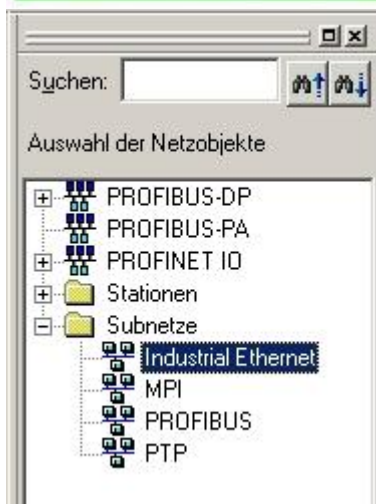 Suchen:
Auswahl der Netzobjekte
PROFIBUS-DP
PROFIBUS-PA
PROFINET IO
Stationen
Subnetze
Industrial Ethernet
MPI
PROFIBUS
PTP